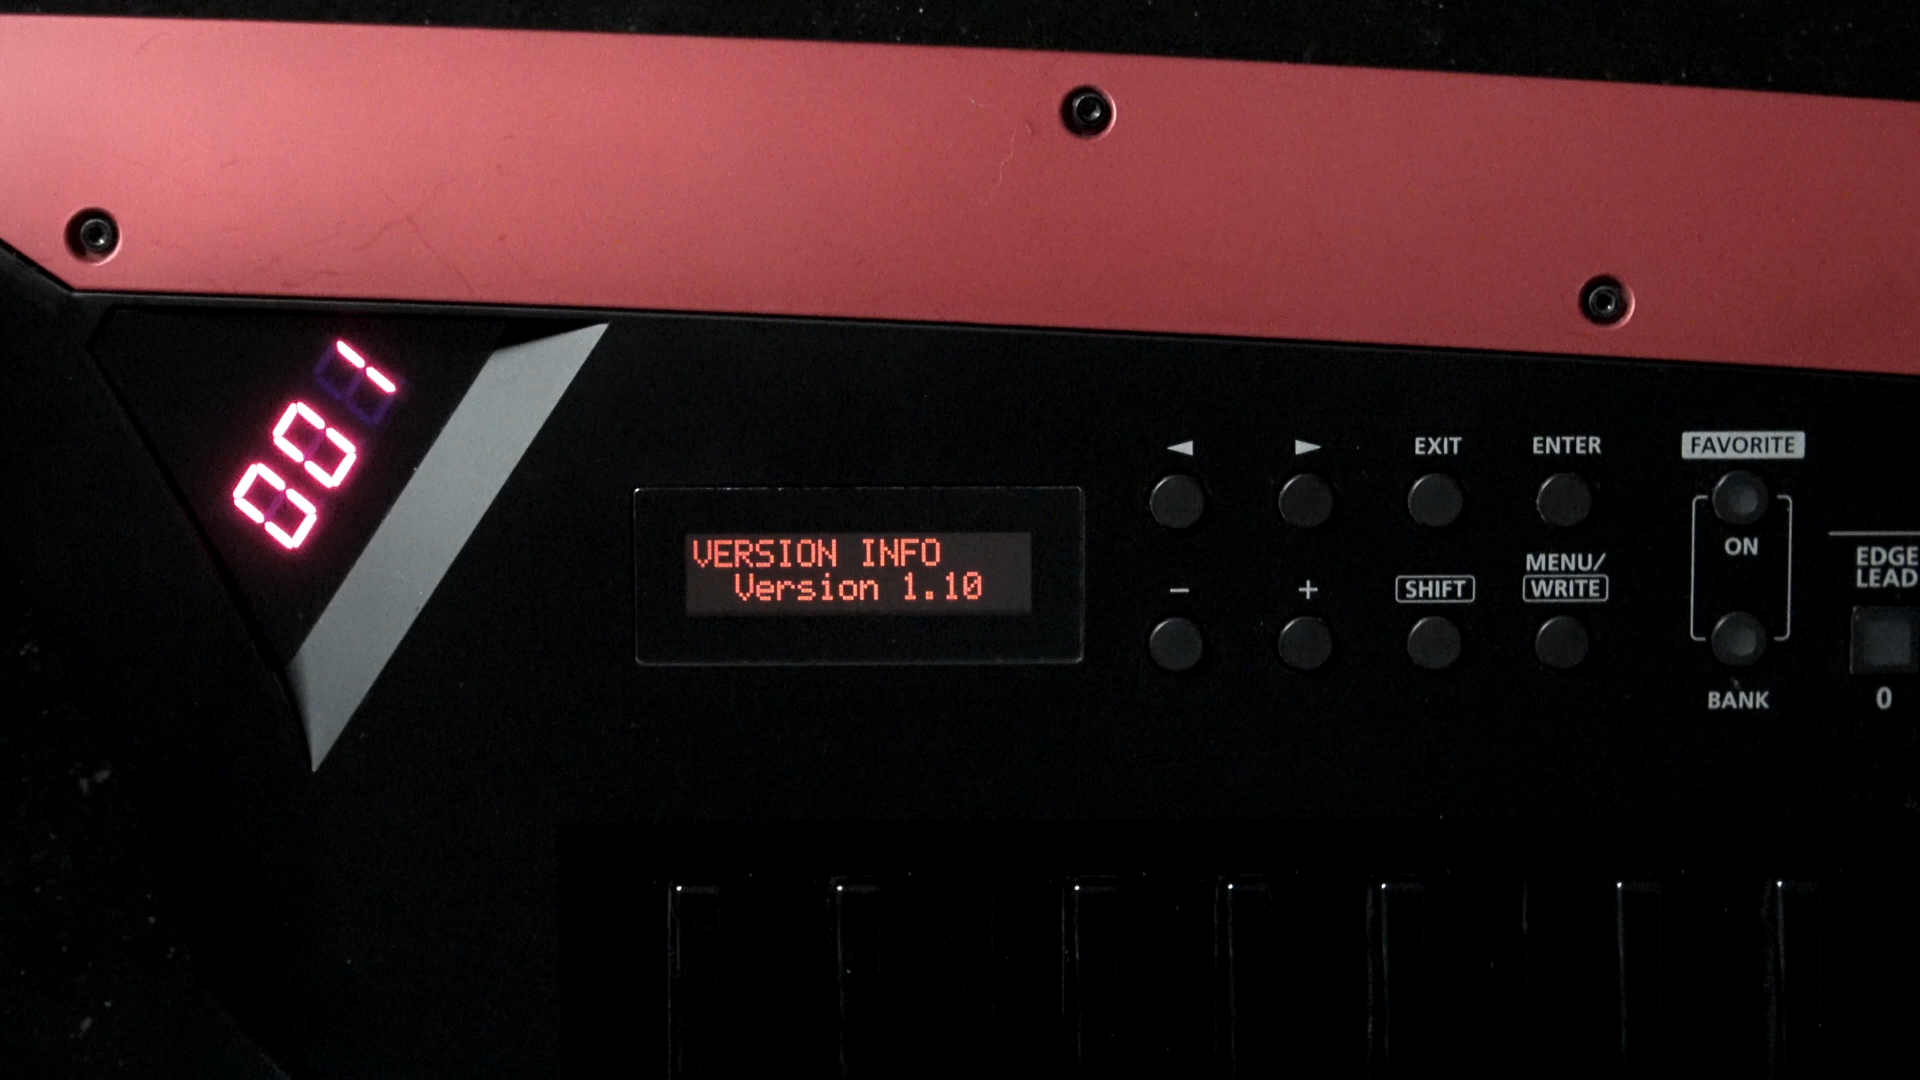 001
VERSION INFO
Version 1.10
◄ ► EXIT ENTER
− + SHIFT MENU/
WRITE
FAVORITE
ON
BANK
EDGE
LEAD
0